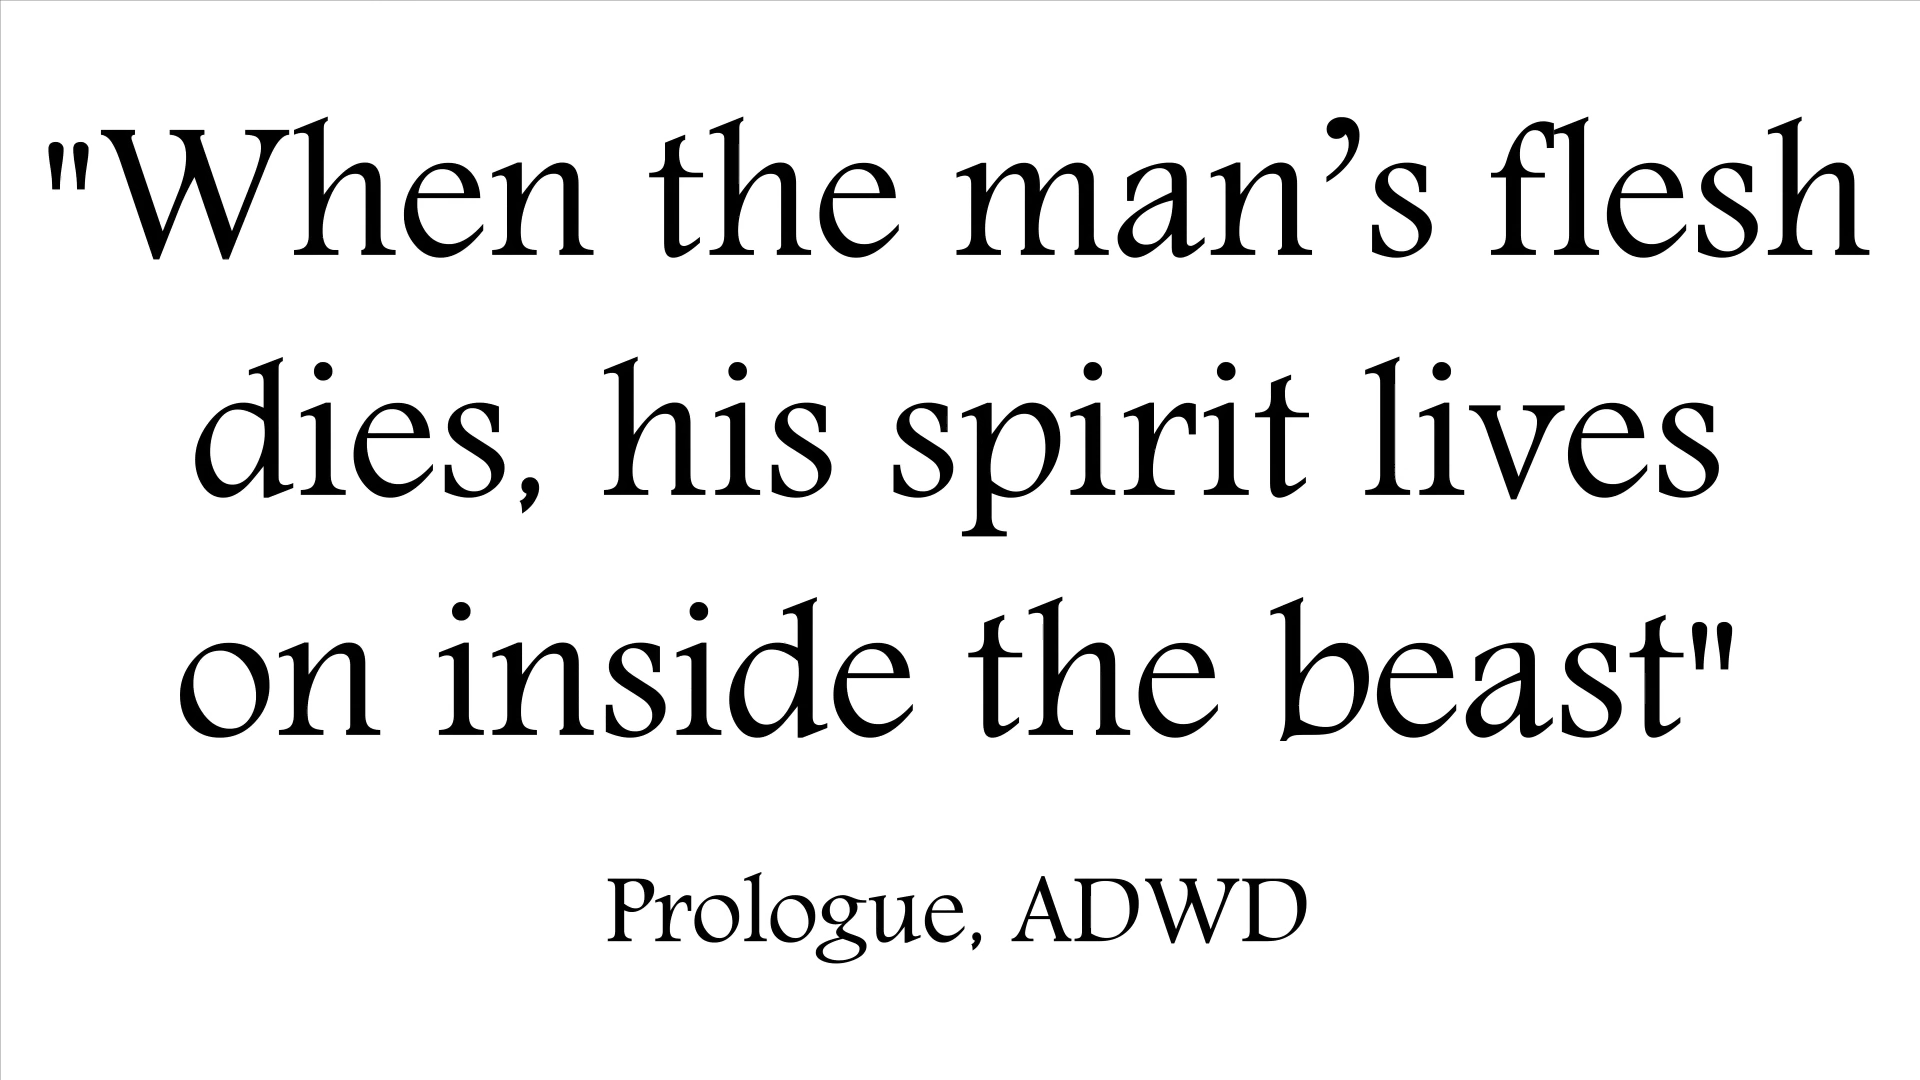 "When the man’s flesh
dies, his spirit lives
on inside the beast"
Prologue, ADWD